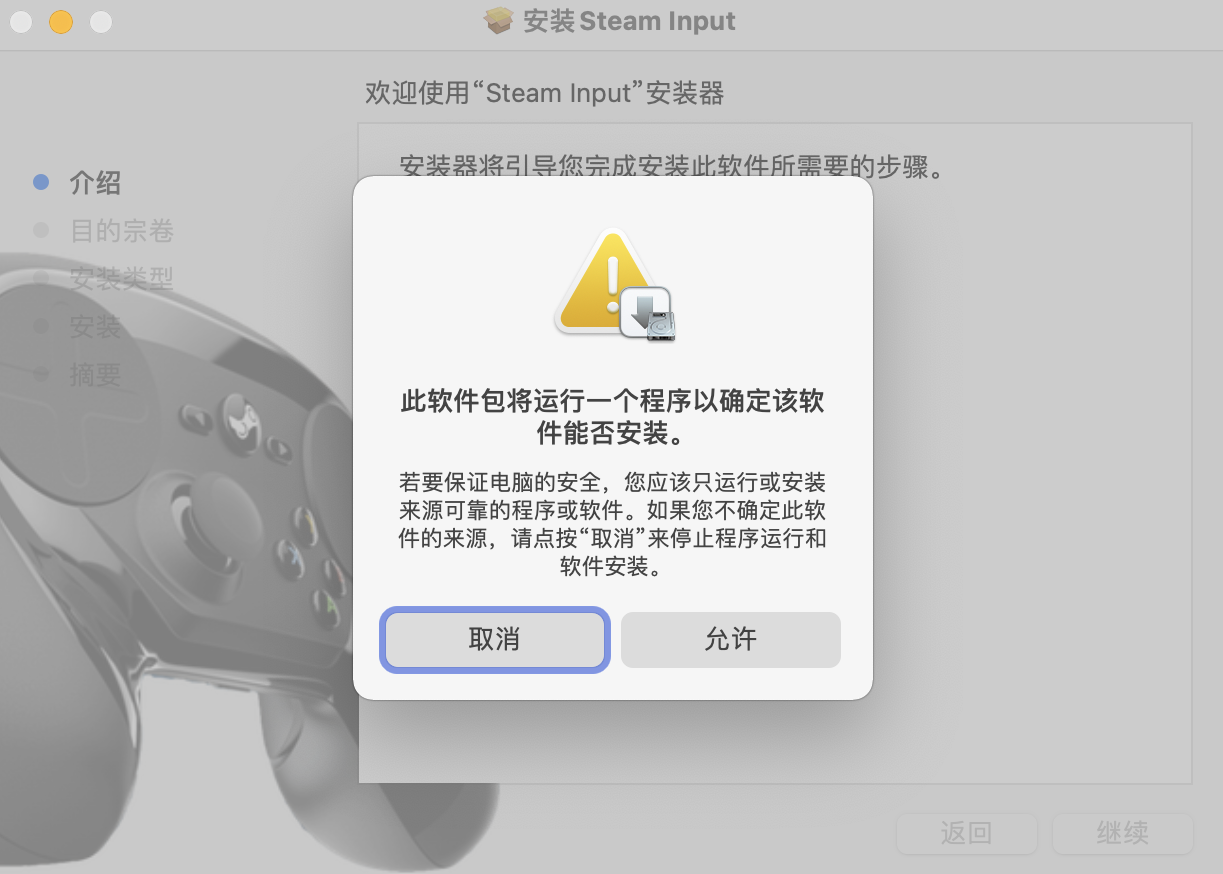 安装 Steam Input
欢迎使用“Steam Input”安装器
安装器将引导您完成安装此软件所需要的步骤。
介绍
目的宗卷
安装类型
安装
摘要
此软件包将运行一个程序以确定该软
件能否安装。
若要保证电脑的安全，您应该只运行或安装
来源可靠的程序或软件。如果您不确定此软
件的来源，请点按“取消”来停止程序运行和
软件安装。
取消
允许
返回
继续